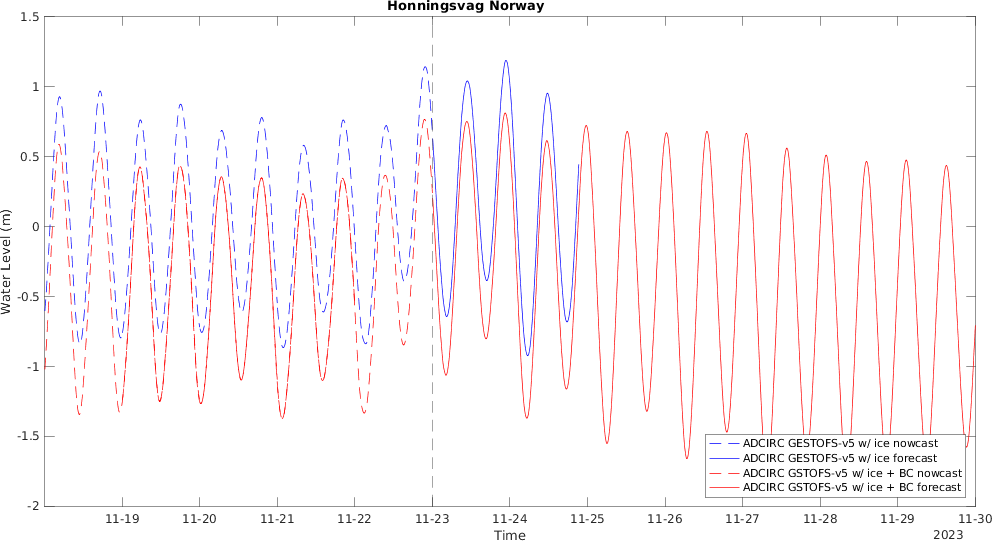 Honningsvag Norway
1.5
1
0.5
0
-0.5
-1
-1.5
-2
Water Level (m)
ADCIRC GESTOFS-v5 w/ ice nowcast
ADCIRC GESTOFS-v5 w/ ice forecast
ADCIRC GSTOFS-v5 w/ ice + BC nowcast
ADCIRC GSTOFS-v5 w/ ice + BC forecast
11-19 11-20 11-21 11-22 11-23 11-24 11-25 11-26 11-27 11-28 11-29 11-30
Time
2023